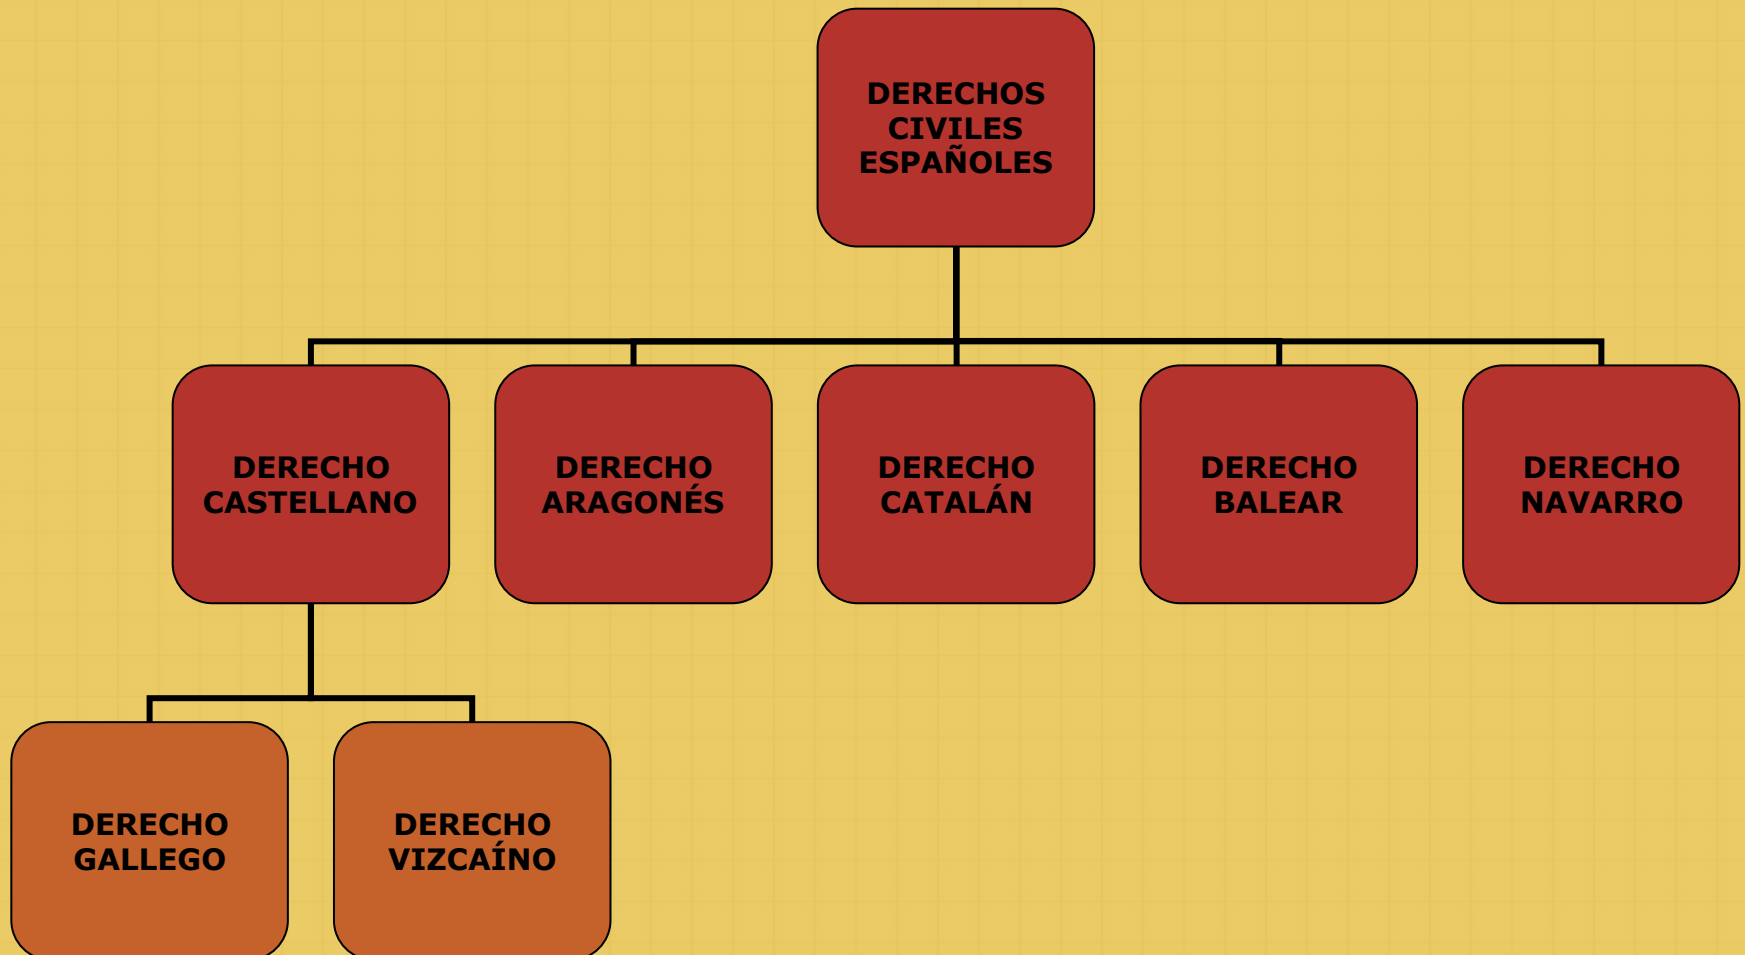 DERECHOS
CIVILES
ESPAÑOLES
DERECHO
CASTELLANO
DERECHO
ARAGONÉS
DERECHO
CATALÁN
DERECHO
BALEAR
DERECHO
NAVARRO
DERECHO
GALLEGO
DERECHO
VIZCAÍNO